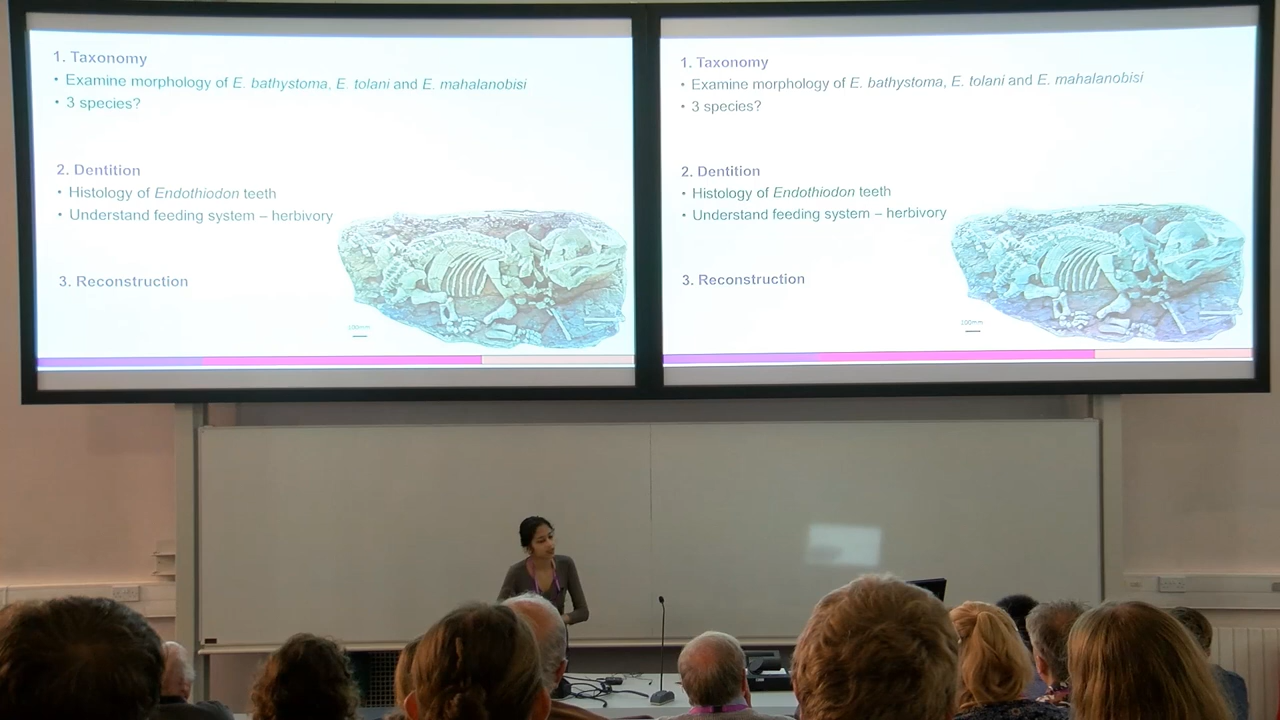 1. Taxonomy
• Examine morphology of E. bathystoma, E. tolani and E. mahalanobisi
• 3 species?
2. Dentition
• Histology of Endothiodon teeth
• Understand feeding system – herbivory
3. Reconstruction
100mm
1. Taxonomy
• Examine morphology of E. bathystoma, E. tolani and E. mahalanobisi
• 3 species?
2. Dentition
• Histology of Endothiodon teeth
• Understand feeding system – herbivory
3. Reconstruction
100mm